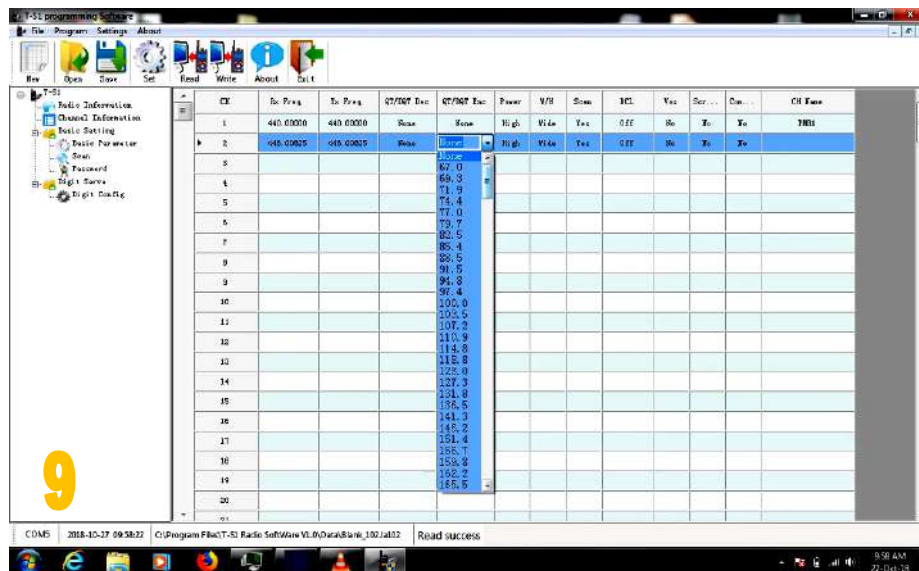 T-S1 programming Software
File Program Settings About
New Open Save Set Read Write About Exit
T-S1
Radio Information
Channel Information
Basic Setting
Basic Parameter
Scan
Password
Digit Serve
Digit Config
CH Rx Freq Tx Freq QT/DQT Dec QT/DQT Enc Power W/N Scan BCL Vox Scr... Com... CH Name
1 440.00000 440.00000 None None High Wide Yes Off No No No PMR1
2 None None High Wide Yes Off No No No
None
67.0
69.3
71.9
74.4
77.0
79.7
82.5
85.4
88.5
91.5
94.8
97.4
100.0
103.5
107.2
110.9
114.8
118.8
123.0
127.3
131.8
136.5
141.3
146.2
151.4
156.7
159.8
162.2
165.5
3
4
5
6
7
8
9
10
11
12
13
14
15
16
17
18
19
20
21
9
COM5 2018-10-27 09:58:22 C:\Program Files\T-S1 Radio SoftWare V1.0\Data\Blank_102.la102 Read success
9:58 AM
27-Oct-18